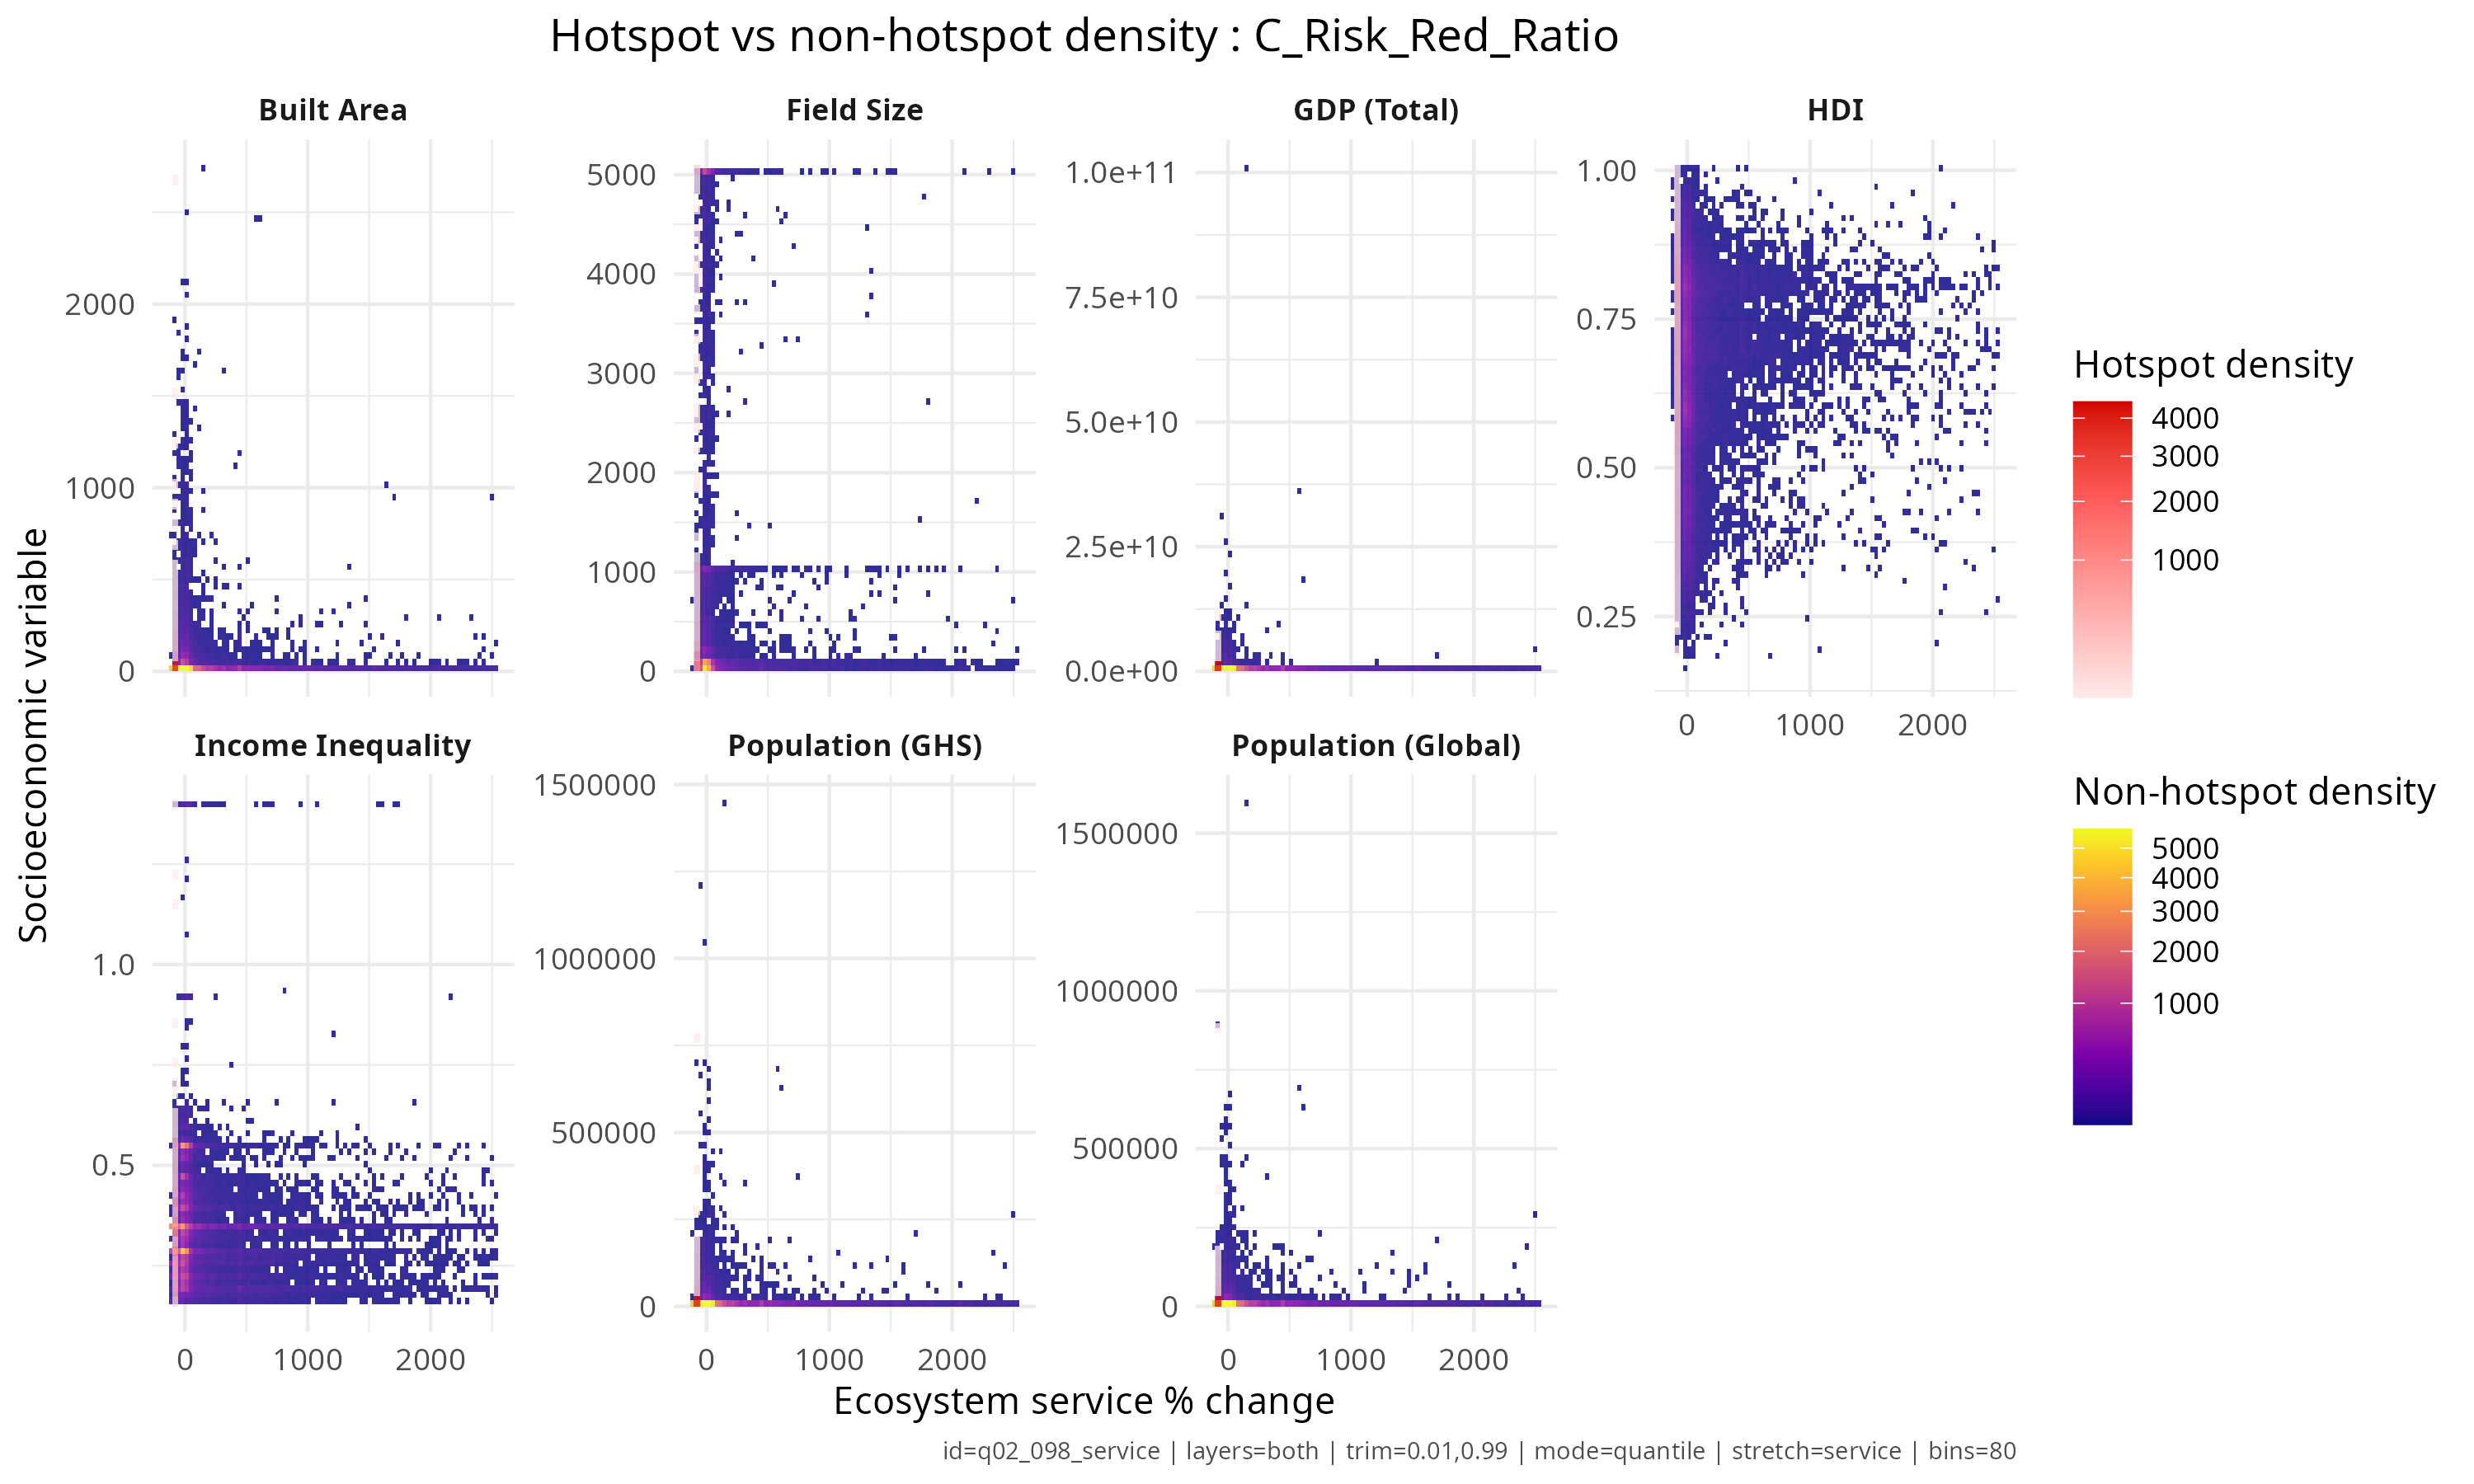 Hotspot vs non-hotspot density : C_Risk_Red_Ratio
Built Area
Field Size
GDP (Total)
HDI
2000
1000
0
5000
4000
3000
2000
1000
0
1.0e+11
7.5e+10
5.0e+10
2.5e+10
0.0e+00
1.00
0.75
0.50
0.25
0
1000
2000
Socioeconomic variable
Income Inequality
Population (GHS)
Population (Global)
1.0
0.5
1500000
1000000
500000
0
1500000
1000000
500000
0
0
1000
2000
0
1000
2000
0
1000
2000
Ecosystem service % change
Hotspot density
4000
3000
2000
1000
Non-hotspot density
5000
4000
3000
2000
1000
id=q02_098_service | layers=both | trim=0.01,0.99 | mode=quantile | stretch=service | bins=80